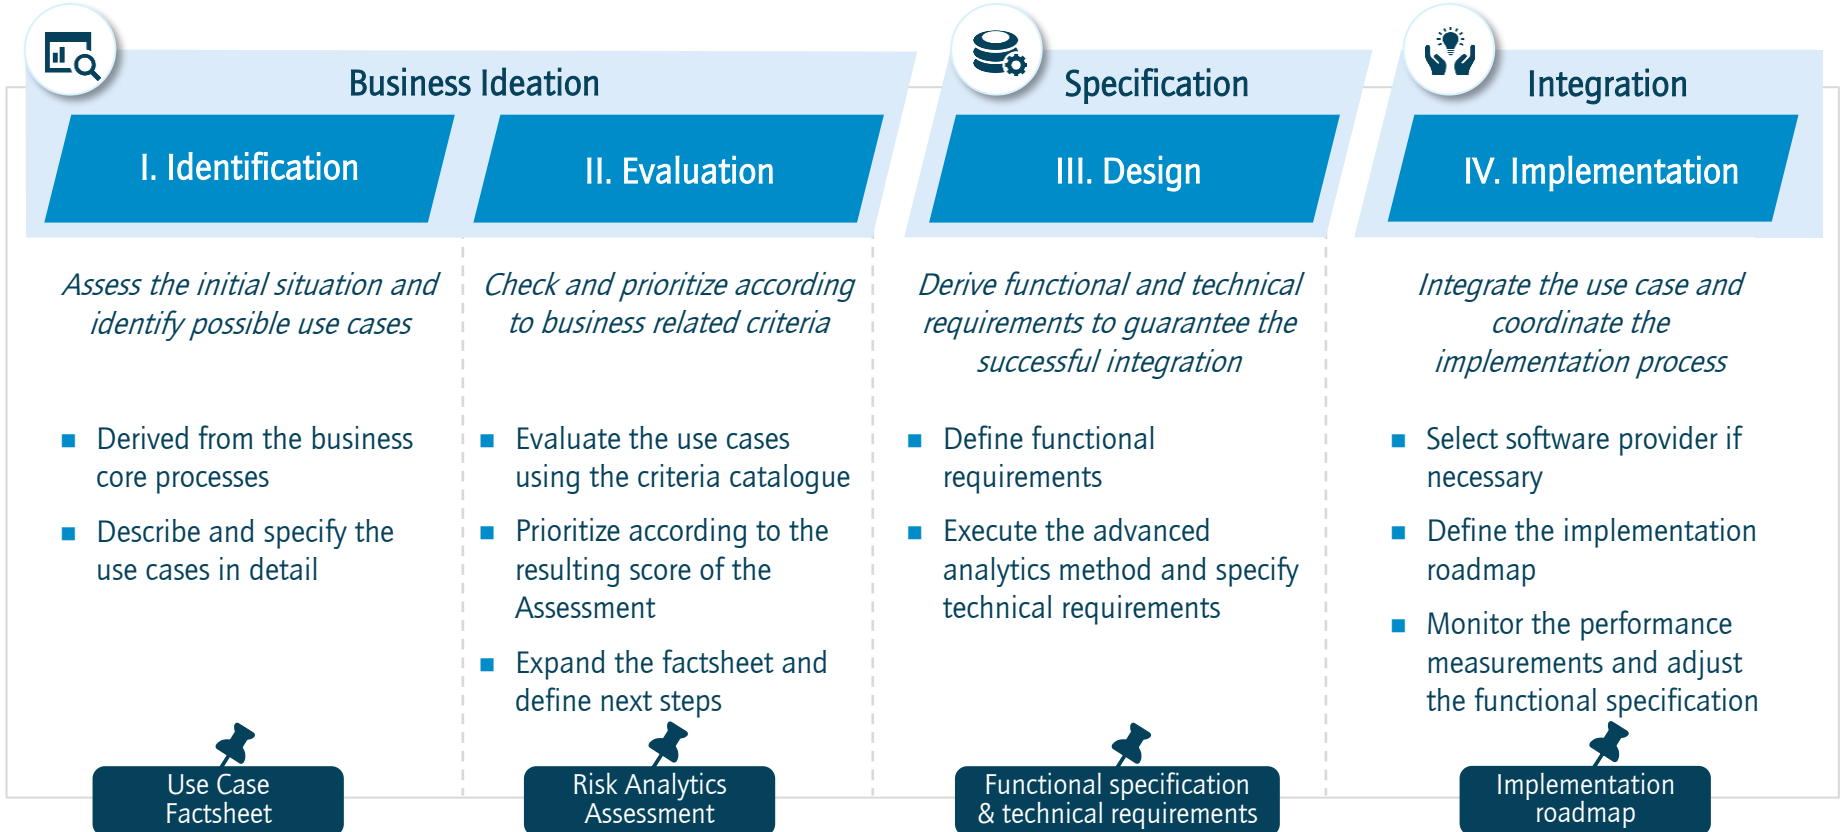 Business Ideation
Specification
Integration
I. Identification
II. Evaluation
III. Design
IV. Implementation
Assess the initial situation and
identify possible use cases
Check and prioritize according
to business related criteria
Derive functional and technical
requirements to guarantee the
successful integration
Integrate the use case and
coordinate the
implementation process
Derived from the business
core processes
Describe and specify the
use cases in detail
Evaluate the use cases
using the criteria catalogue
Prioritize according to the
resulting score of the
Assessment
Expand the factsheet and
define next steps
Define functional
requirements
Execute the advanced
analytics method and specify
technical requirements
Select software provider if
necessary
Define the implementation
roadmap
Monitor the performance
measurements and adjust
the functional specification
Use Case
Factsheet
Risk Analytics
Assessment
Functional specification
& technical requirements
Implementation
roadmap